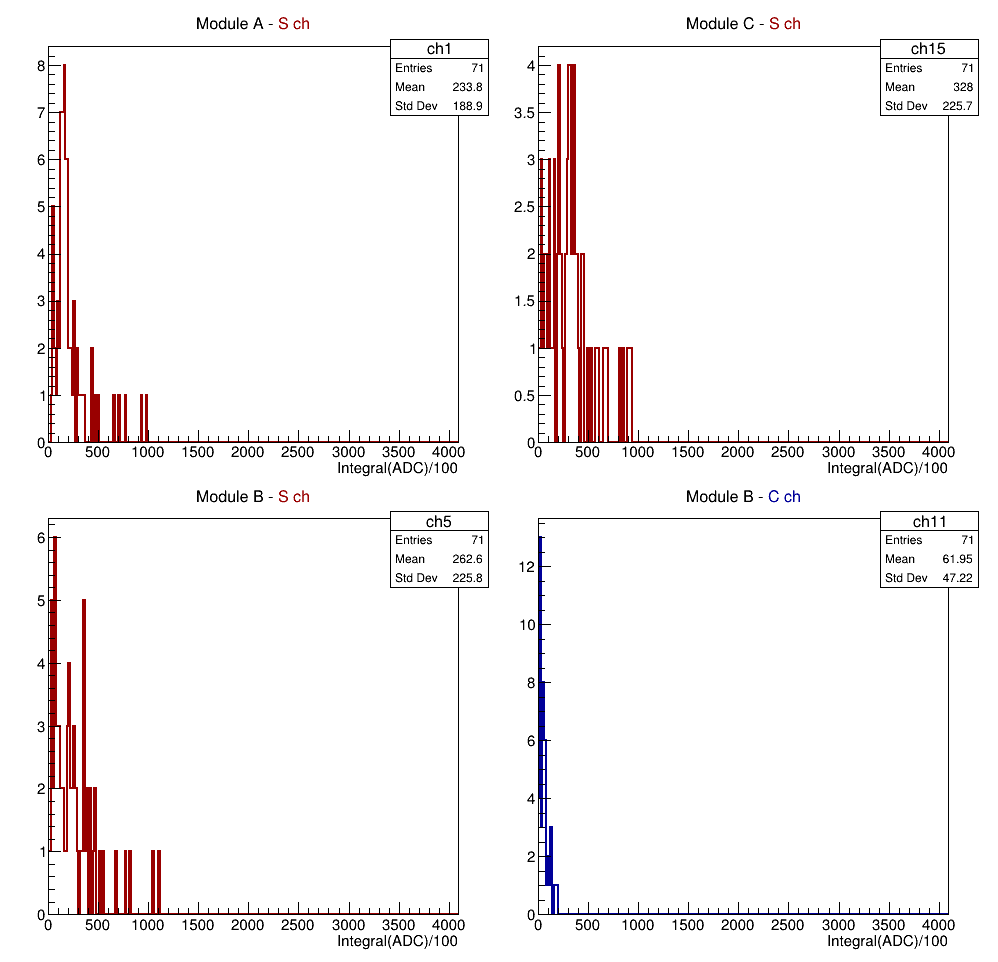 Module A - S ch
ch1
Entries 71
Mean 233.8
Std Dev 188.9
8
7
6
5
4
3
2
1
0
0 500 1000 1500 2000 2500 3000 3500 4000
Integral(ADC)/100
Module C - S ch
ch15
Entries 71
Mean 328
Std Dev 225.7
4
3.5
3
2.5
2
1.5
1
0.5
0
0 500 1000 1500 2000 2500 3000 3500 4000
Integral(ADC)/100
Module B - S ch
ch5
Entries 71
Mean 262.6
Std Dev 225.8
6
5
4
3
2
1
0
0 500 1000 1500 2000 2500 3000 3500 4000
Integral(ADC)/100
Module B - C ch
ch11
Entries 71
Mean 61.95
Std Dev 47.22
12
10
8
6
4
2
0
0 500 1000 1500 2000 2500 3000 3500 4000
Integral(ADC)/100